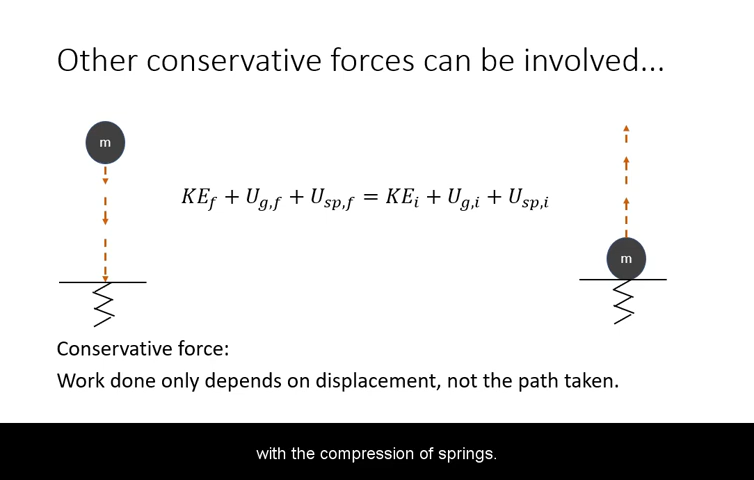 Other conservative forces can be involved...
m
KE_f + U_{g,f} + U_{sp,f} = KE_i + U_{g,i} + U_{sp,i}
m
Conservative force:
Work done only depends on displacement, not the path taken.
with the compression of springs.